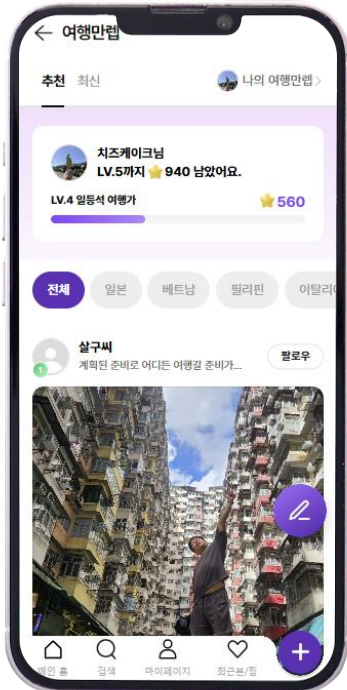 여행만렙
추천 최신 나의 여행만렙
치즈케이크님
LV.5까지 940 남았어요.
LV.4 일등석 여행가 560
전체 일본 베트남 필리핀 이탈리아
살구씨
계획된 준비로 어디든 여행갈 준비가... 팔로우
1
메인 홈 검색 마이페이지 최근본/찜